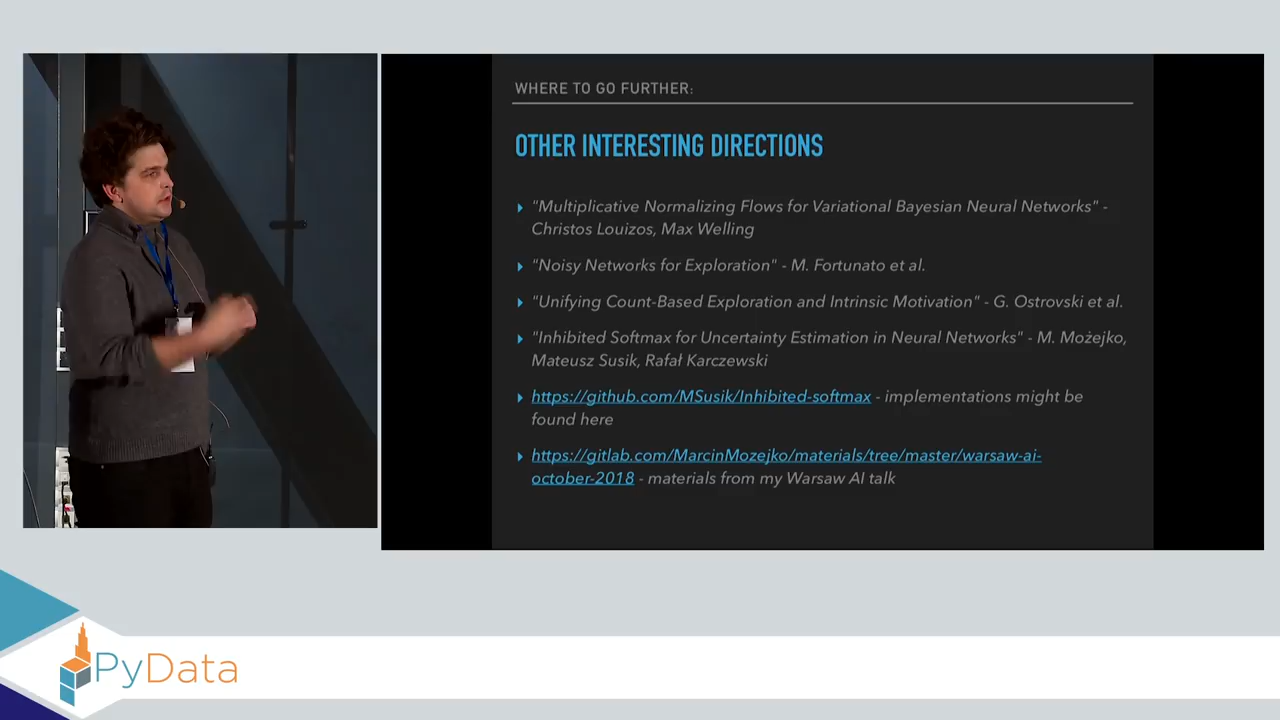 WHERE TO GO FURTHER:
OTHER INTERESTING DIRECTIONS
"Multiplicative Normalizing Flows for Variational Bayesian Neural Networks" -
Christos Louizos, Max Welling
"Noisy Networks for Exploration" - M. Fortunato et al.
"Unifying Count-Based Exploration and Intrinsic Motivation" - G. Ostrovski et al.
"Inhibited Softmax for Uncertainty Estimation in Neural Networks" - M. Możejko,
Mateusz Susik, Rafał Karczewski
https://github.com/MSusik/Inhibited-softmax - implementations might be
found here
https://gitlab.com/MarcinMozejko/materials/tree/master/warsaw-ai-
october-2018 - materials from my Warsaw AI talk
PyData